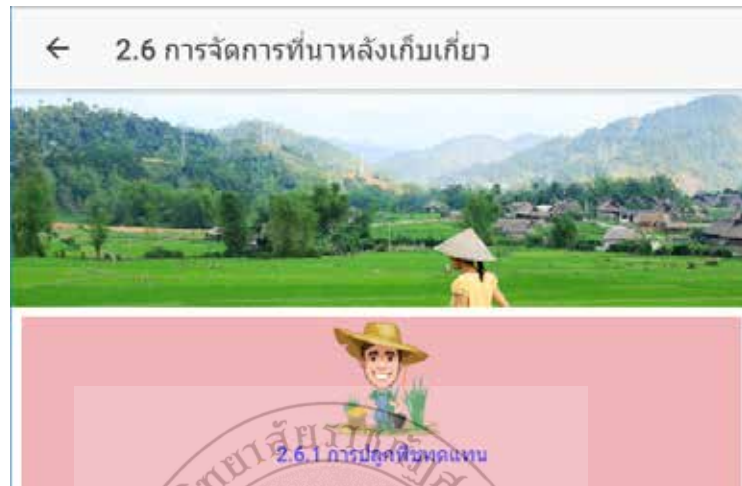 ← 2.6 การจัดการที่นาหลังเก็บเกี่ยว
2.6.1 การปลูกพืชทดแทน